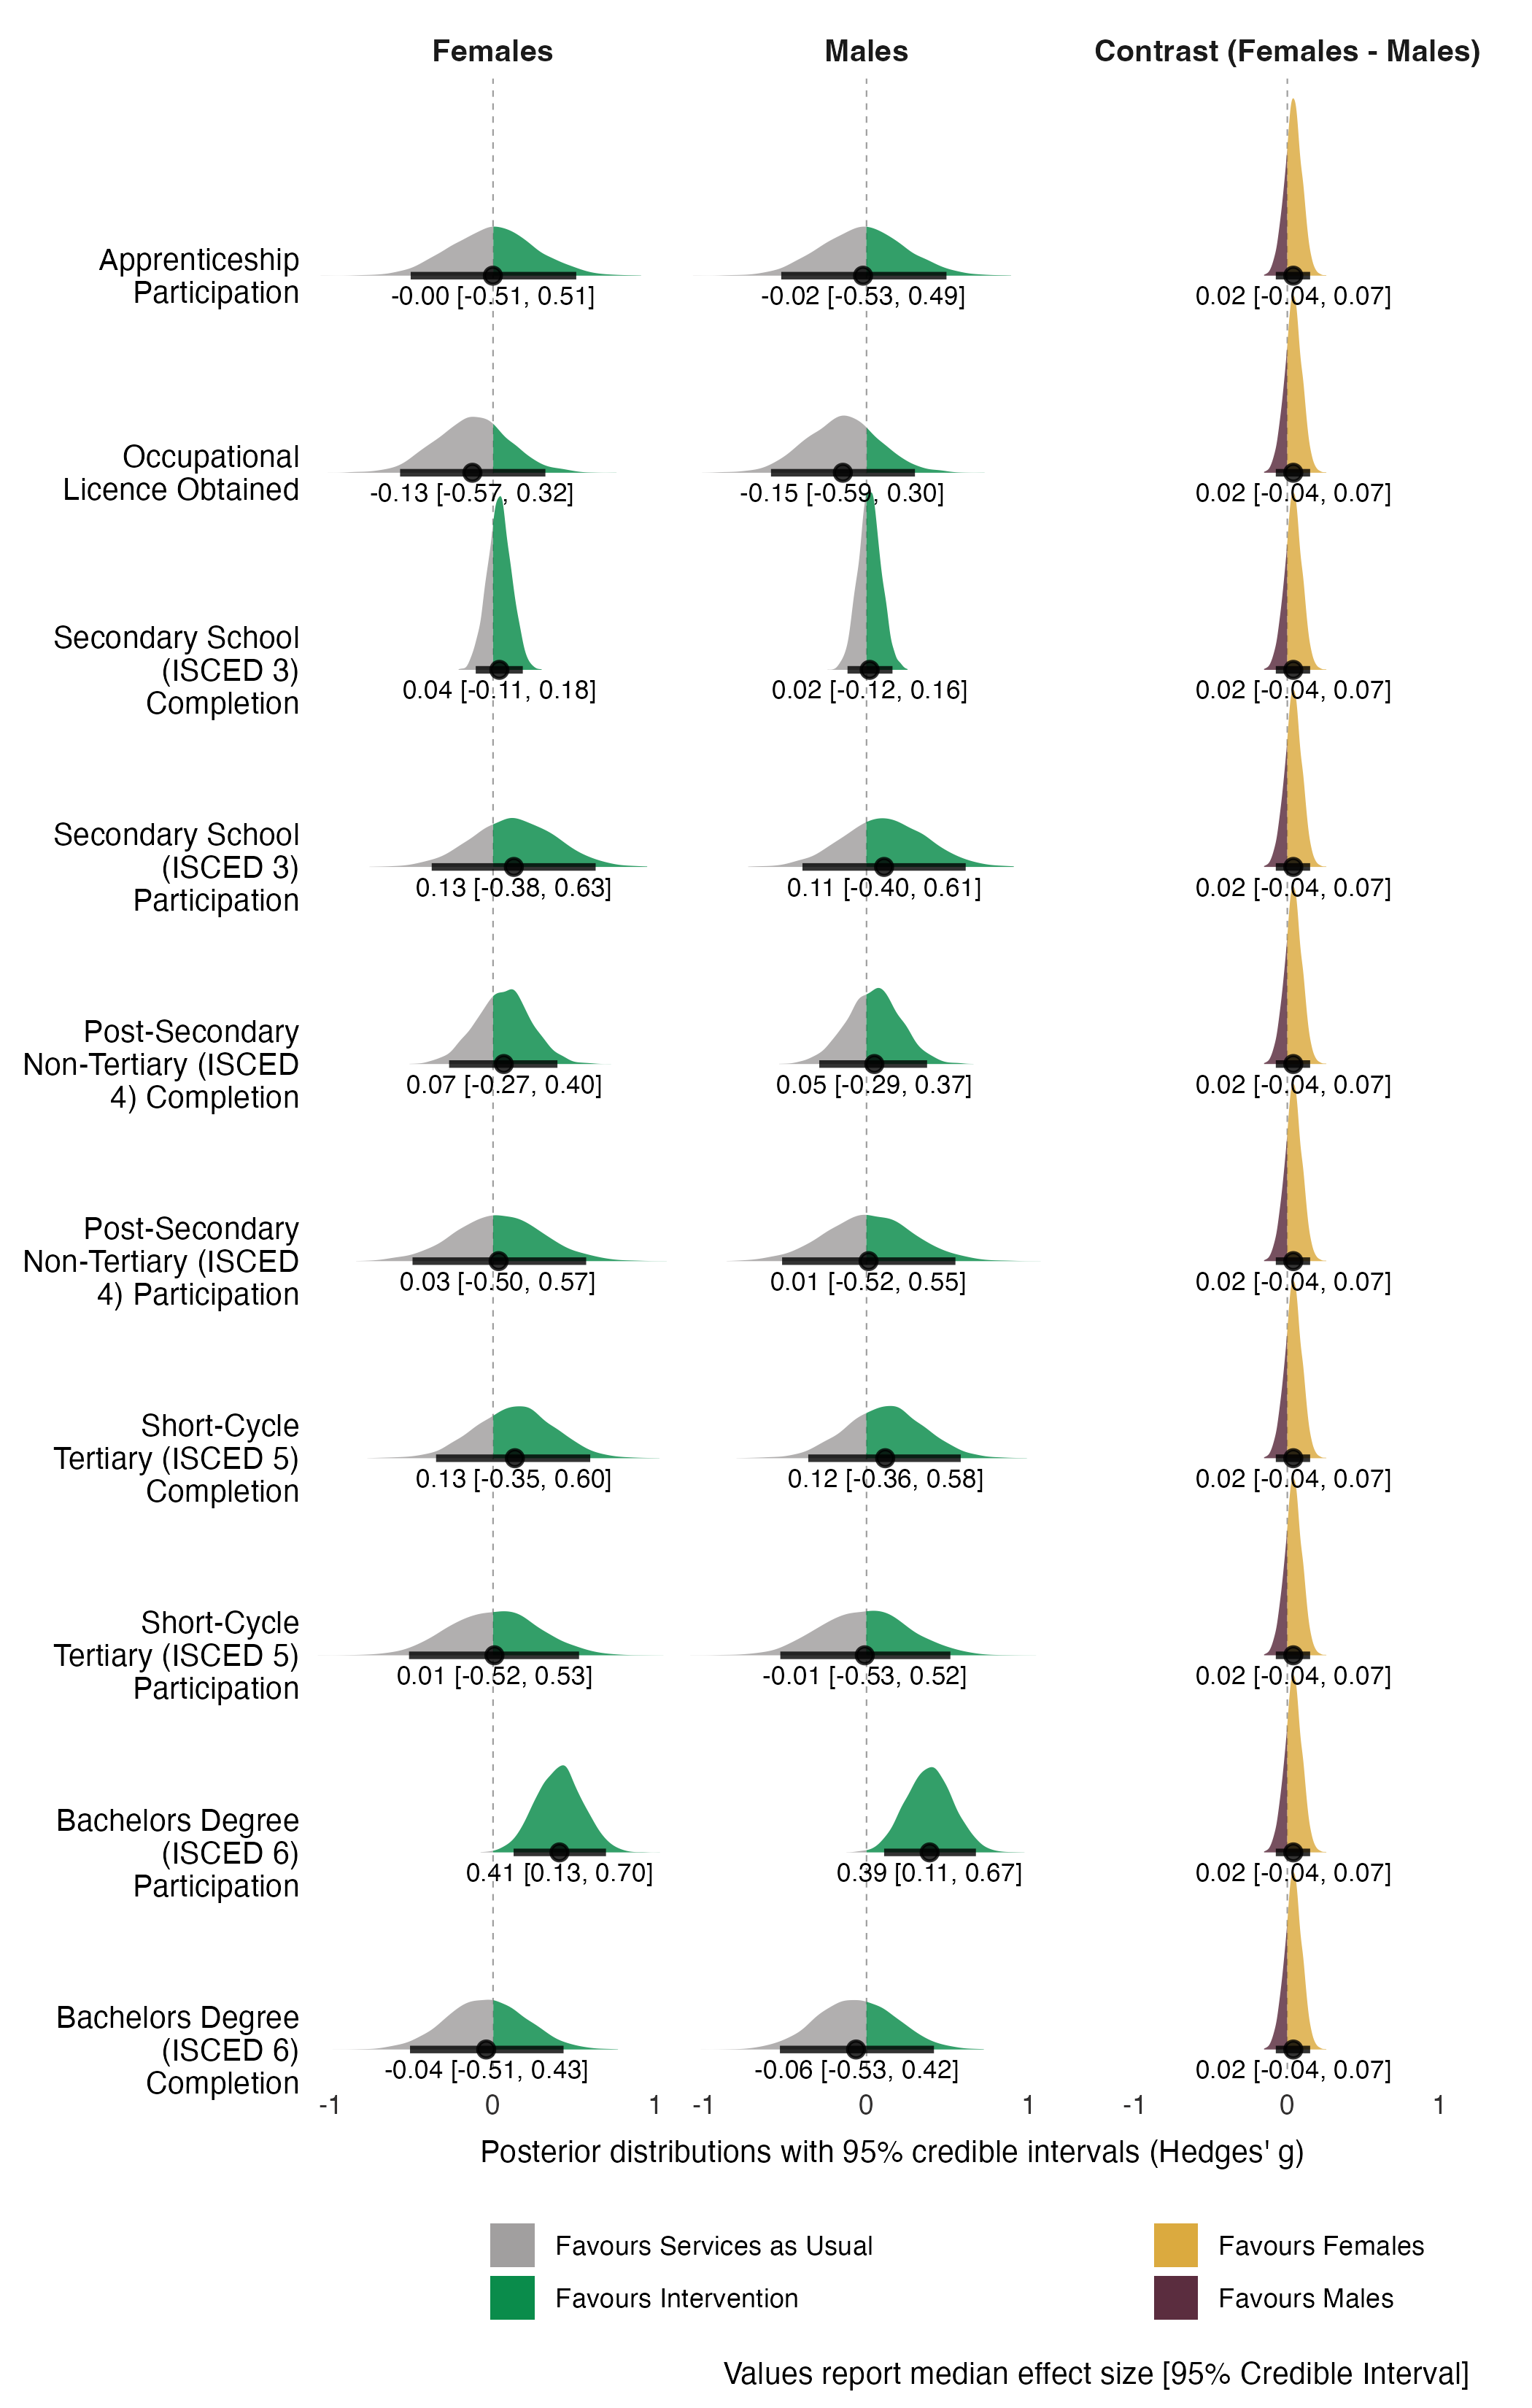 Females Males Contrast (Females - Males)
Apprenticeship
Participation
-0.00 [-0.51, 0.51] -0.02 [-0.53, 0.49] 0.02 [-0.04, 0.07]
Occupational
Licence Obtained
-0.13 [-0.57, 0.32] -0.15 [-0.59, 0.30] 0.02 [-0.04, 0.07]
Secondary School
(ISCED 3)
Completion
0.04 [-0.11, 0.18] 0.02 [-0.12, 0.16] 0.02 [-0.04, 0.07]
Secondary School
(ISCED 3)
Participation
0.13 [-0.38, 0.63] 0.11 [-0.40, 0.61] 0.02 [-0.04, 0.07]
Post-Secondary
Non-Tertiary (ISCED
4) Completion
0.07 [-0.27, 0.40] 0.05 [-0.29, 0.37] 0.02 [-0.04, 0.07]
Post-Secondary
Non-Tertiary (ISCED
4) Participation
0.03 [-0.50, 0.57] 0.01 [-0.52, 0.55] 0.02 [-0.04, 0.07]
Short-Cycle
Tertiary (ISCED 5)
Completion
0.13 [-0.35, 0.60] 0.12 [-0.36, 0.58] 0.02 [-0.04, 0.07]
Short-Cycle
Tertiary (ISCED 5)
Participation
0.01 [-0.52, 0.53] -0.01 [-0.53, 0.52] 0.02 [-0.04, 0.07]
Bachelors Degree
(ISCED 6)
Participation
0.41 [0.13, 0.70] 0.39 [0.11, 0.67] 0.02 [-0.04, 0.07]
Bachelors Degree
(ISCED 6)
Completion
-0.04 [-0.51, 0.43] -0.06 [-0.53, 0.42] 0.02 [-0.04, 0.07]
-1 0 1 -1 0 1 -1 0 1
Posterior distributions with 95% credible intervals (Hedges' g)
Favours Services as Usual
Favours Intervention
Favours Females
Favours Males
Values report median effect size [95% Credible Interval]